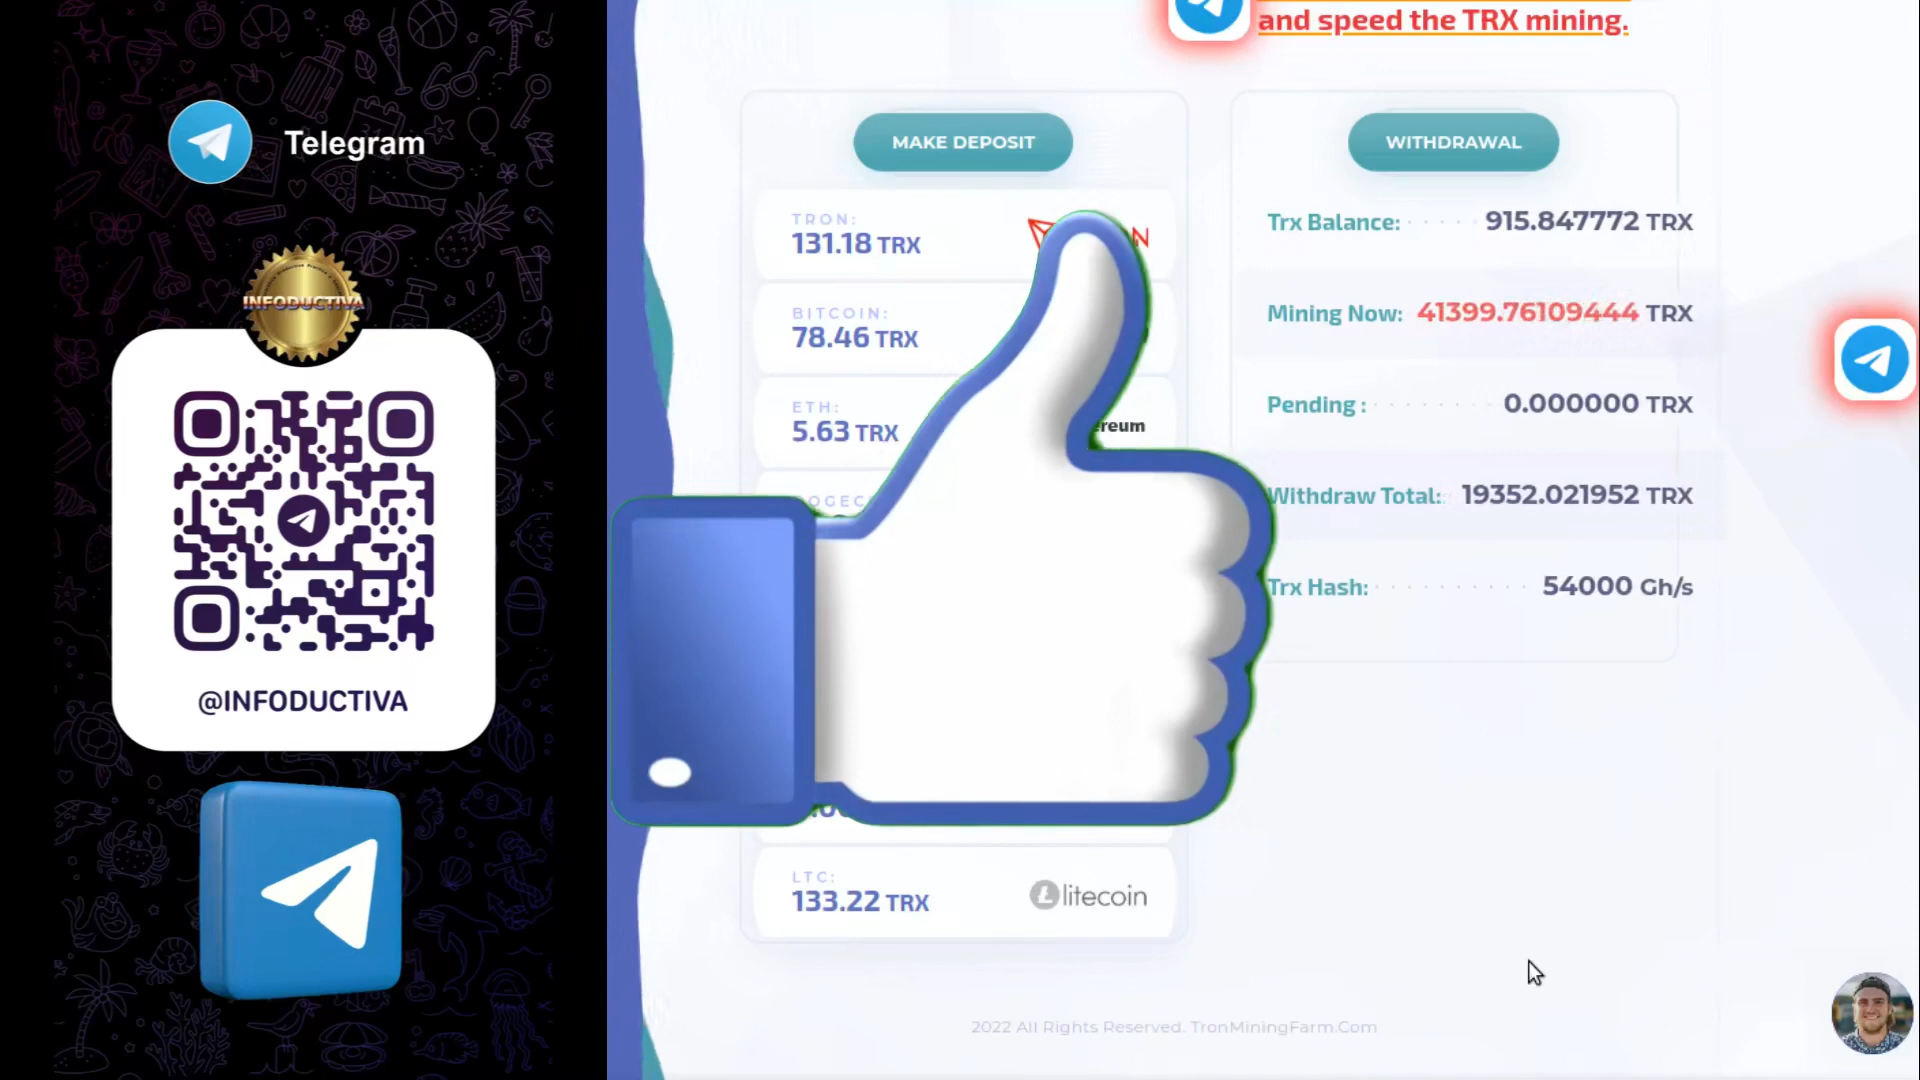 Telegram
INFODUCTIVA
@INFODUCTIVA
and speed the TRX mining.
MAKE DEPOSIT
TRON:
131.18 TRX
N
BITCOIN:
78.46 TRX
ETH:
5.63 TRX
ereum
LTC:
133.22 TRX
litecoin
WITHDRAWAL
Trx Balance: 915.847772 TRX
Mining Now: 41399.76109444 TRX
Pending : 0.000000 TRX
Withdraw Total: 19352.021952 TRX
Trx Hash: 54000 Gh/s
2022 All Rights Reserved. TronMiningFarm.Com